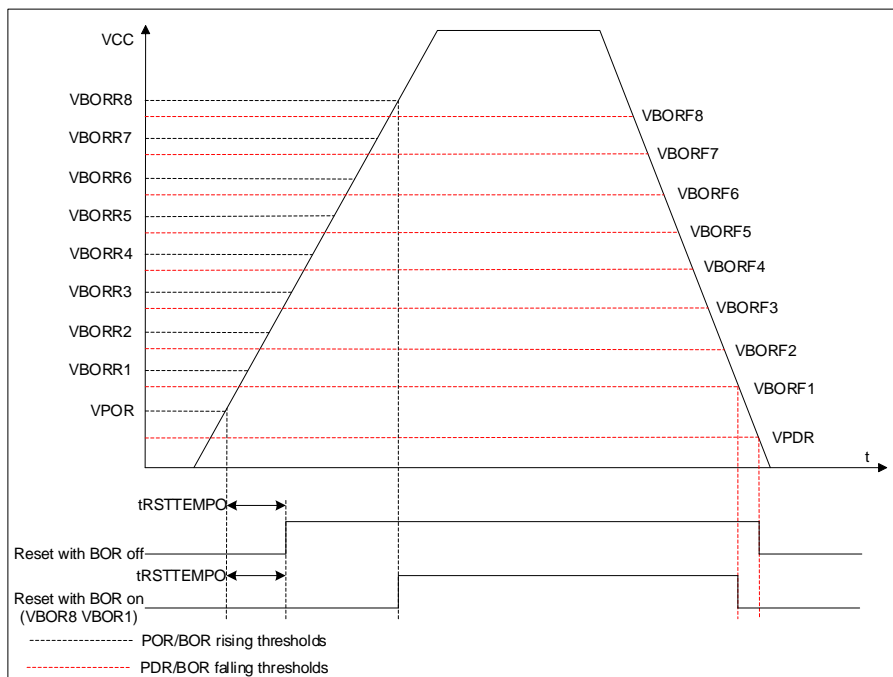 VCC
VBORR8
VBORF8
VBORR7
VBORF7
VBORR6
VBORF6
VBORR5
VBORF5
VBORR4
VBORF4
VBORR3
VBORF3
VBORR2
VBORF2
VBORR1
VBORF1
VPOR
VPDR
t
tRSTTEMPO
Reset with BOR off
tRSTTEMPO
Reset with BOR on
(VBOR8 VBOR1)
POR/BOR rising thresholds
PDR/BOR falling thresholds